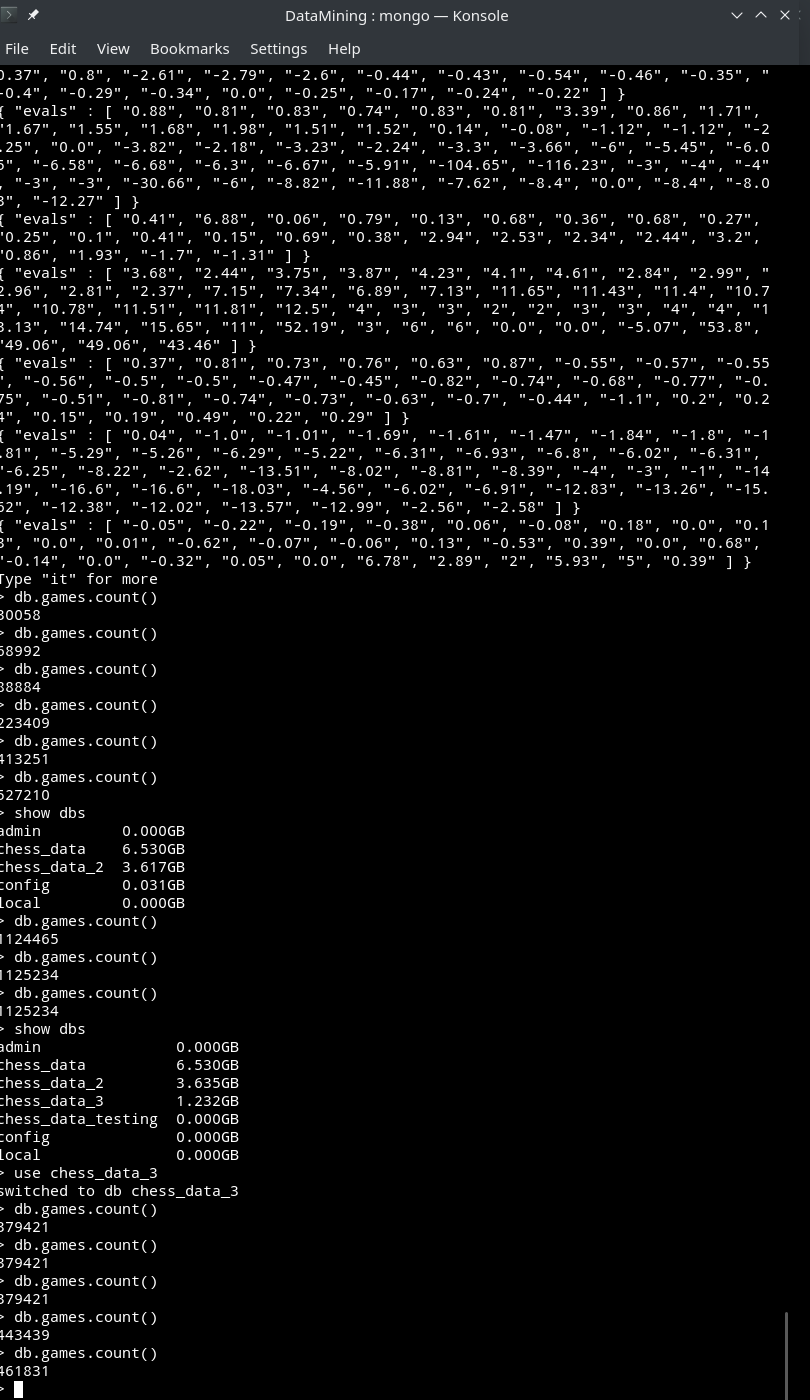 DataMining : mongo — Konsole
File Edit View Bookmarks Settings Help
0.37", "0.8", "-2.61", "-2.79", "-2.6", "-0.44", "-0.43", "-0.54", "-0.46", "-0.35", "
-0.4", "-0.29", "-0.34", "0.0", "-0.25", "-0.17", "-0.24", "-0.22" ] }
{ "evals" : [ "0.88", "0.81", "0.83", "0.74", "0.83", "0.81", "3.39", "0.86", "1.71",
"1.67", "1.55", "1.68", "1.98", "1.51", "1.52", "0.14", "-0.08", "-1.12", "-1.12", "-2
.25", "0.0", "-3.82", "-2.18", "-3.23", "-2.24", "-3.3", "-3.66", "-6", "-5.45", "-6.0
5", "-6.58", "-6.68", "-6.3", "-6.67", "-5.91", "-104.65", "-116.23", "-3", "-4", "-4"
, "-3", "-3", "-30.66", "-6", "-8.82", "-11.88", "-7.62", "-8.4", "0.0", "-8.4", "-8.0
3", "-12.27" ] }
{ "evals" : [ "0.41", "6.88", "0.06", "0.79", "0.13", "0.68", "0.36", "0.68", "0.27",
"0.25", "0.1", "0.41", "0.15", "0.69", "0.38", "2.94", "2.53", "2.34", "2.44", "3.2",
"0.86", "1.93", "-1.7", "-1.31" ] }
{ "evals" : [ "3.68", "2.44", "3.75", "3.87", "4.23", "4.1", "4.61", "2.84", "2.99", "
2.96", "2.81", "2.37", "7.15", "7.34", "6.89", "7.13", "11.65", "11.43", "11.4", "10.7
4", "10.78", "11.51", "11.81", "12.5", "4", "3", "3", "2", "2", "3", "3", "4", "4", "1
3.13", "14.74", "15.65", "11", "52.19", "3", "6", "6", "0.0", "0.0", "-5.07", "53.8",
"49.06", "49.06", "43.46" ] }
{ "evals" : [ "0.37", "0.81", "0.73", "0.76", "0.63", "0.87", "-0.55", "-0.57", "-0.55
", "-0.56", "-0.5", "-0.5", "-0.47", "-0.45", "-0.82", "-0.74", "-0.68", "-0.77", "-0.
75", "-0.51", "-0.81", "-0.74", "-0.73", "-0.63", "-0.7", "-0.44", "-1.1", "0.2", "0.2
4", "0.15", "0.19", "0.49", "0.22", "0.29" ] }
{ "evals" : [ "0.04", "-1.0", "-1.01", "-1.69", "-1.61", "-1.47", "-1.84", "-1.8", "-1
.81", "-5.29", "-5.26", "-6.29", "-5.22", "-6.31", "-6.93", "-6.8", "-6.02", "-6.31",
"-6.25", "-8.22", "-2.62", "-13.51", "-8.02", "-8.81", "-8.39", "-4", "-3", "-1", "-14
.19", "-16.6", "-16.6", "-18.03", "-4.56", "-6.02", "-6.91", "-12.83", "-13.26", "-15.
62", "-12.38", "-12.02", "-13.57", "-12.99", "-2.56", "-2.58" ] }
{ "evals" : [ "-0.05", "-0.22", "-0.19", "-0.38", "0.06", "-0.08", "0.18", "0.0", "0.1
3", "0.0", "0.01", "-0.62", "-0.07", "-0.06", "0.13", "-0.53", "0.39", "0.0", "0.68",
"-0.14", "0.0", "-0.32", "0.05", "0.0", "6.78", "2.89", "2", "5.93", "5", "0.39" ] }
Type "it" for more
> db.games.count()
30058
> db.games.count()
68992
> db.games.count()
88884
> db.games.count()
223409
> db.games.count()
413251
> db.games.count()
527210
> show dbs
admin 0.000GB
chess_data 6.530GB
chess_data_2 3.617GB
config 0.031GB
local 0.000GB
> db.games.count()
1124465
> db.games.count()
1125234
> db.games.count()
1125234
> show dbs
admin 0.000GB
chess_data 6.530GB
chess_data_2 3.635GB
chess_data_3 1.232GB
chess_data_testing 0.000GB
config 0.000GB
local 0.000GB
> use chess_data_3
switched to db chess_data_3
> db.games.count()
379421
> db.games.count()
379421
> db.games.count()
379421
> db.games.count()
443439
> db.games.count()
461831
>